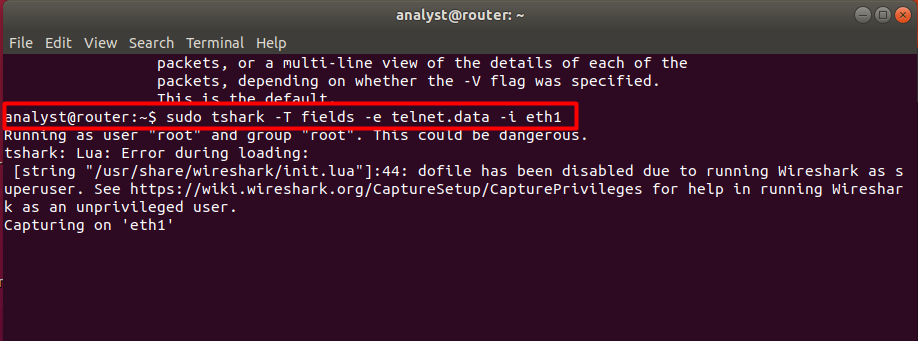 analyst@router: ~
File Edit View Search Terminal Help
packets, or a multi-line view of the details of each of the
packets, depending on whether the -V flag was specified.
This is the default.
analyst@router:~$ sudo tshark -T fields -e telnet.data -i eth1
Running as user "root" and group "root". This could be dangerous.
tshark: Lua: Error during loading:
 [string "/usr/share/wireshark/init.lua"]:44: dofile has been disabled due to running Wireshark as s
uperuser. See https://wiki.wireshark.org/CaptureSetup/CapturePrivileges for help in running Wireshar
k as an unprivileged user.
Capturing on 'eth1'